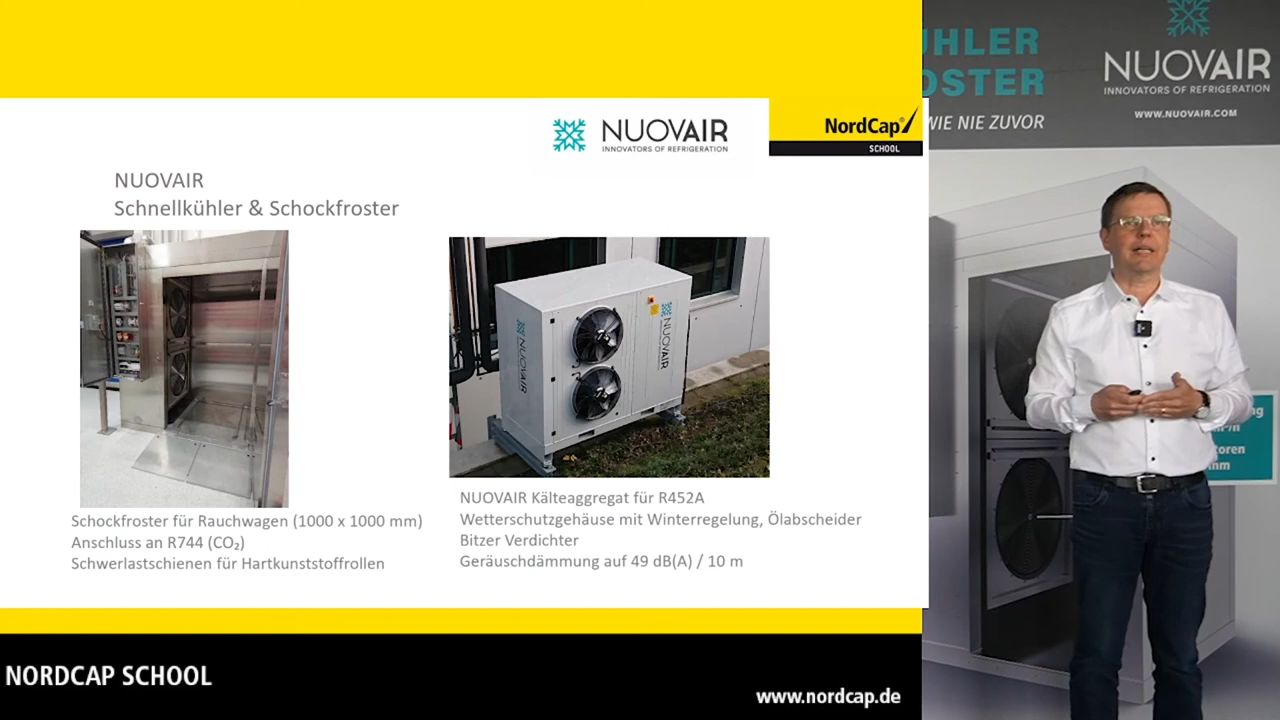 NUOVAIR
INNOVATORS OF REFRIGERATION
NordCap®
SCHOOL
NUOVAIR
Schnellkühler & Schockfroster
NUOVAIR
NUOVAIR
Schockfroster für Rauchwagen (1000 x 1000 mm)
Anschluss an R744 (CO₂)
Schwerlastschienen für Hartkunststoffrollen
NUOVAIR Kälteaggregat für R452A
Wetterschutzgehäuse mit Winterregelung, Ölabscheider
Bitzer Verdichter
Geräuschdämmung auf 49 dB(A) / 10 m
NORDCAP SCHOOL
www.nordcap.de
NUOVAIR
INNOVATORS OF REFRIGERATION
WWW.NUOVAIR.COM
WIE NIE ZUVOR